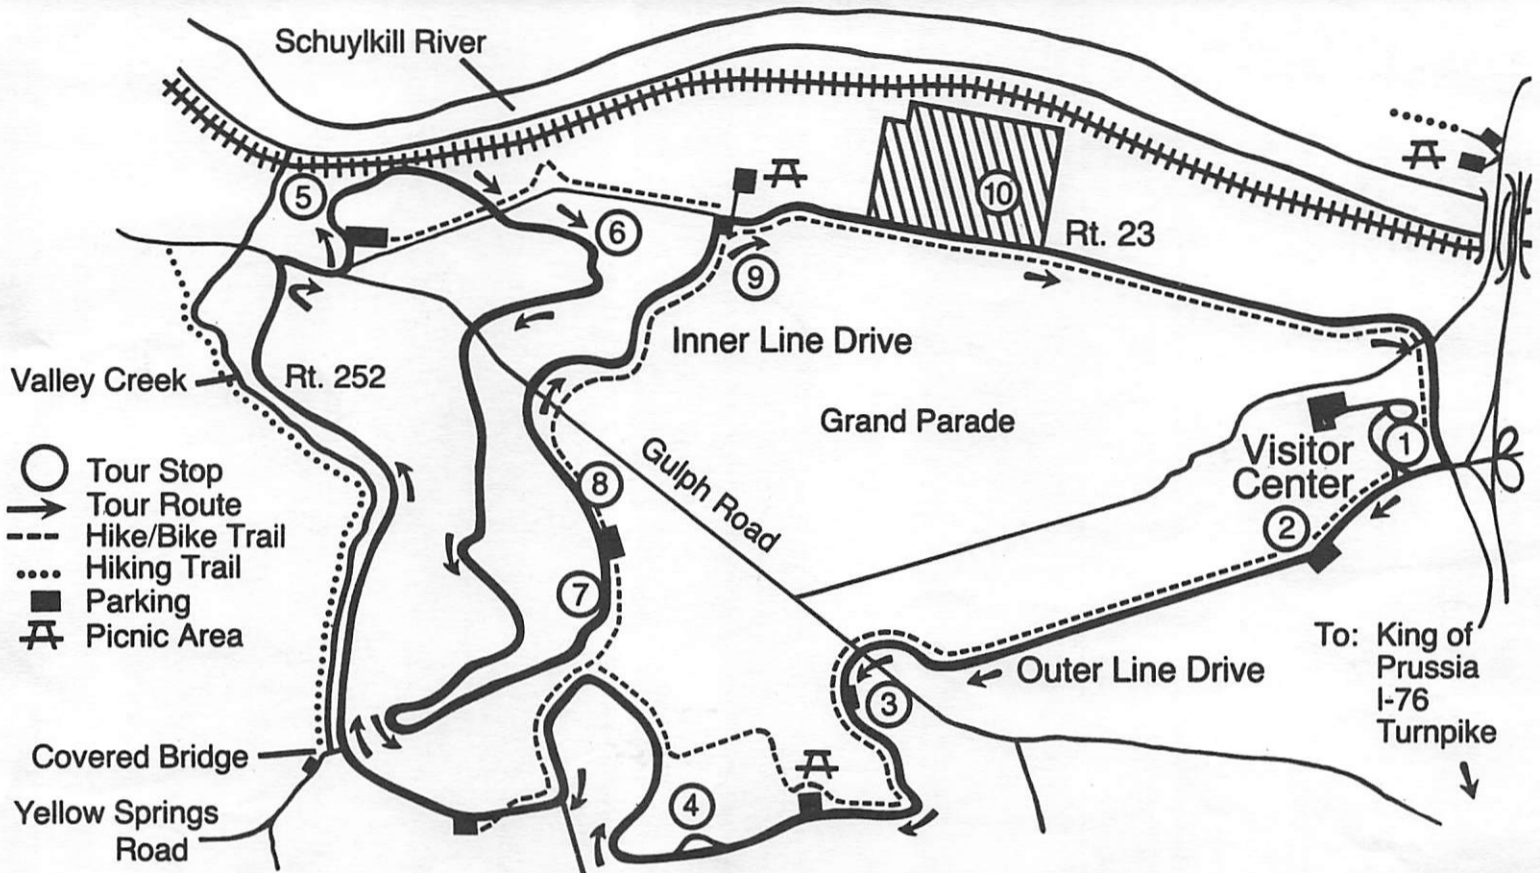 Schuylkill River
5
6
9
10
Rt. 23
Inner Line Drive
Valley Creek
Rt. 252
Grand Parade
Visitor
Center
1
2
Gulph Road
8
7
Tour Stop
Tour Route
Hike/Bike Trail
Hiking Trail
Parking
Picnic Area
Outer Line Drive
3
To: King of
Prussia
I-76
Turnpike
Covered Bridge
4
Yellow Springs
Road